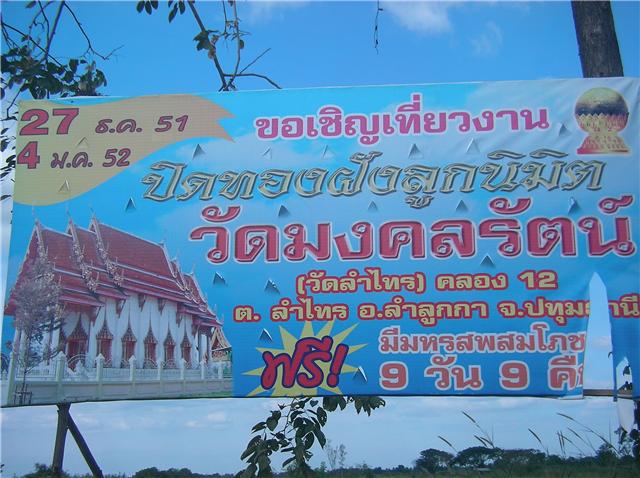 27 ธ.ค. 51
4 ม.ค. 52
ขอเชิญเที่ยวงาน
ปิดทองฝังลูกนิมิต
วัดมงคลรัตน์
(วัดลำไทร) คลอง 12
ต. ลำไทร อ.ลำลูกกา จ.ปทุมธานี
ฟรี!
มีมหรสพสมโภช
9 วัน 9 คืน